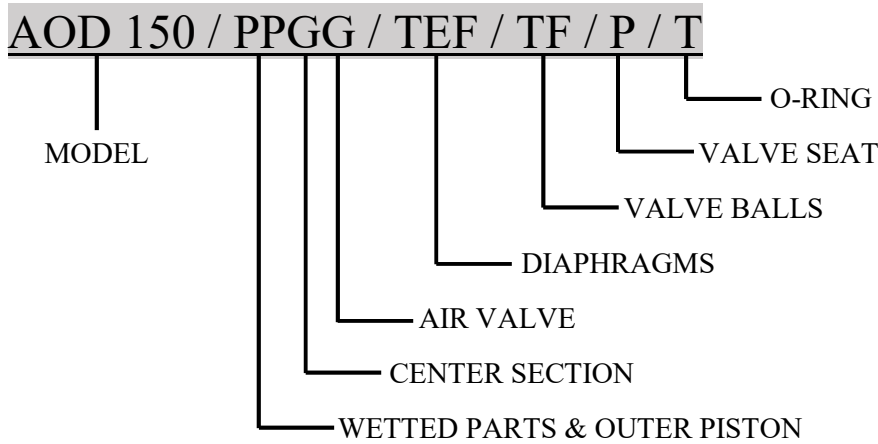 AOD 150 / PPGG / TEF / TF / P / T
O-RING
MODEL
VALVE SEAT
VALVE BALLS
DIAPHRAGMS
AIR VALVE
CENTER SECTION
WETTED PARTS & OUTER PISTON